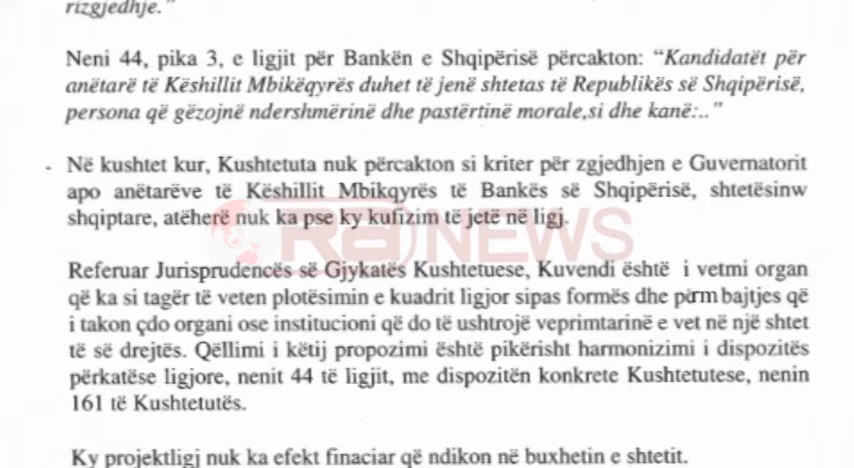 rizgjedhje."
Neni 44, pika 3, e ligjit për Bankën e Shqipërisë përcakton: "Kandidatët për
anëtarë të Këshillit Mbikëqyrës duhet të jenë shtetas të Republikës së Shqipërisë,
persona që gëzojnë ndershmërinë dhe pastërtinë morale,si dhe kanë:.."
- Në kushtet kur, Kushtetuta nuk përcakton si kriter për zgjedhjen e Guvernatorit
apo anëtarëve të Këshillit Mbikqyrës të Bankës së Shqipërisë, shtetësinw
shqiptare, atëherë nuk ka pse ky kufizim të jetë në ligj.
Ra NEWS
Referuar Jurisprudencës së Gjykatës Kushtetuese, Kuvendi është i vetmi organ
që ka si tagër të veten plotësimin e kuadrit ligjor sipas formës dhe përmbajtjes që
i takon çdo organi ose institucioni që do të ushtrojë veprimtarinë e vet në një shtet
të së drejtës. Qëllimi i këtij propozimi është pikërisht harmonizimi i dispozitës
përkatëse ligjore, nenit 44 të ligjit, me dispozitën konkrete Kushtetutese, nenin
161 të Kushtetutës.
Ky projektligj nuk ka efekt finaciar që ndikon në buxhetin e shtetit.